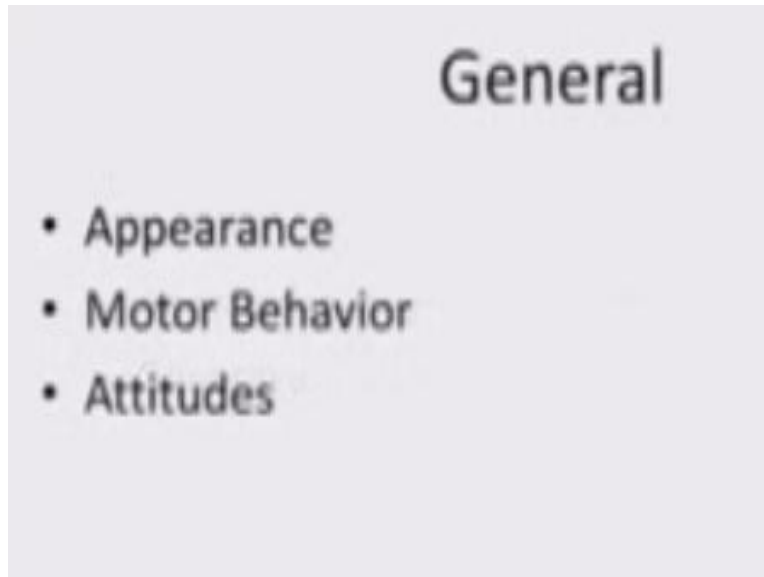 General
• Appearance
• Motor Behavior
• Attitudes